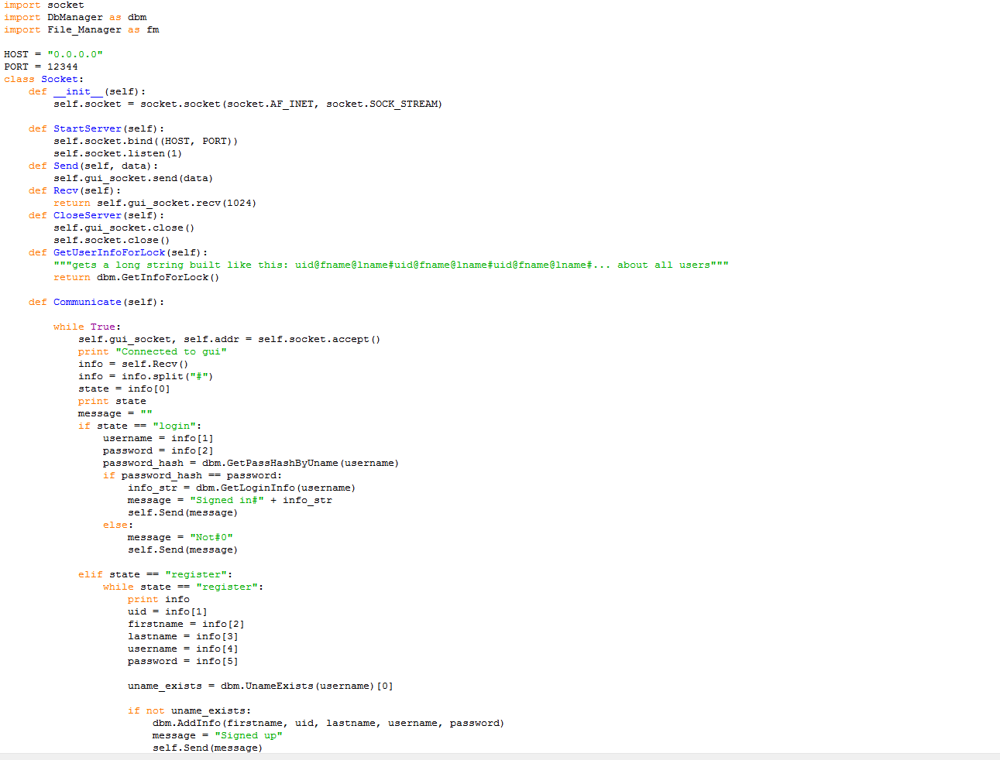 import socket
import DbManager as dbm
import File_Manager as fm

HOST = "0.0.0.0"
PORT = 12344
class Socket:
    def __init__(self):
        self.socket = socket.socket(socket.AF_INET, socket.SOCK_STREAM)

    def StartServer(self):
        self.socket.bind((HOST, PORT))
        self.socket.listen(1)
    def Send(self, data):
        self.gui_socket.send(data)
    def Recv(self):
        return self.gui_socket.recv(1024)
    def CloseServer(self):
        self.gui_socket.close()
        self.socket.close()
    def GetUserInfoForLock(self):
        """gets a long string built like this: uid@fname@lname#uid@fname@lname#uid@fname@lname#... about all users"""
        return dbm.GetInfoForLock()

    def Communicate(self):

        while True:
            self.gui_socket, self.addr = self.socket.accept()
            print "Connected to gui"
            info = self.Recv()
            info = info.split("#")
            state = info[0]
            print state
            message = ""
            if state == "login":
                username = info[1]
                password = info[2]
                password_hash = dbm.GetPassHashByUname(username)
                if password_hash == password:
                    info_str = dbm.GetLoginInfo(username)
                    message = "Signed in#" + info_str
                    self.Send(message)
                else:
                    message = "Not#0"
                    self.Send(message)

            elif state == "register":
                while state == "register":
                    print info
                    uid = info[1]
                    firstname = info[2]
                    lastname = info[3]
                    username = info[4]
                    password = info[5]

                    uname_exists = dbm.UnameExists(username)[0]

                    if not uname_exists:
                        dbm.AddInfo(firstname, uid, lastname, username, password)
                        message = "Signed up"
                        self.Send(message)